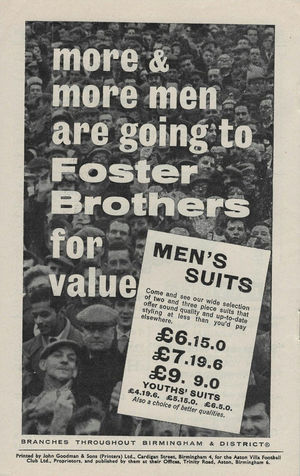 more &
more men
are going to
Foster
Brothers
for
value
MEN'S
SUITS
Come and see our wide selection
of two and three piece suits that
offer sound quality and up-to-date
styling at less than you'd pay
elsewhere.
£6.15.0
£7.19.6
£9. 9.0
YOUTHS' SUITS
£4.19.6. £5.15.0. £6.5.0.
Also a choice of better qualities.
BRANCHES THROUGHOUT BIRMINGHAM & DISTRICT
Printed by John Goodman & Sons (Printers) Ltd., Cardigan Street, Birmingham 4, for the Aston Villa Football
Club Ltd., Proprietors, and published by them at their Offices, Trinity Road, Aston, Birmingham 6.